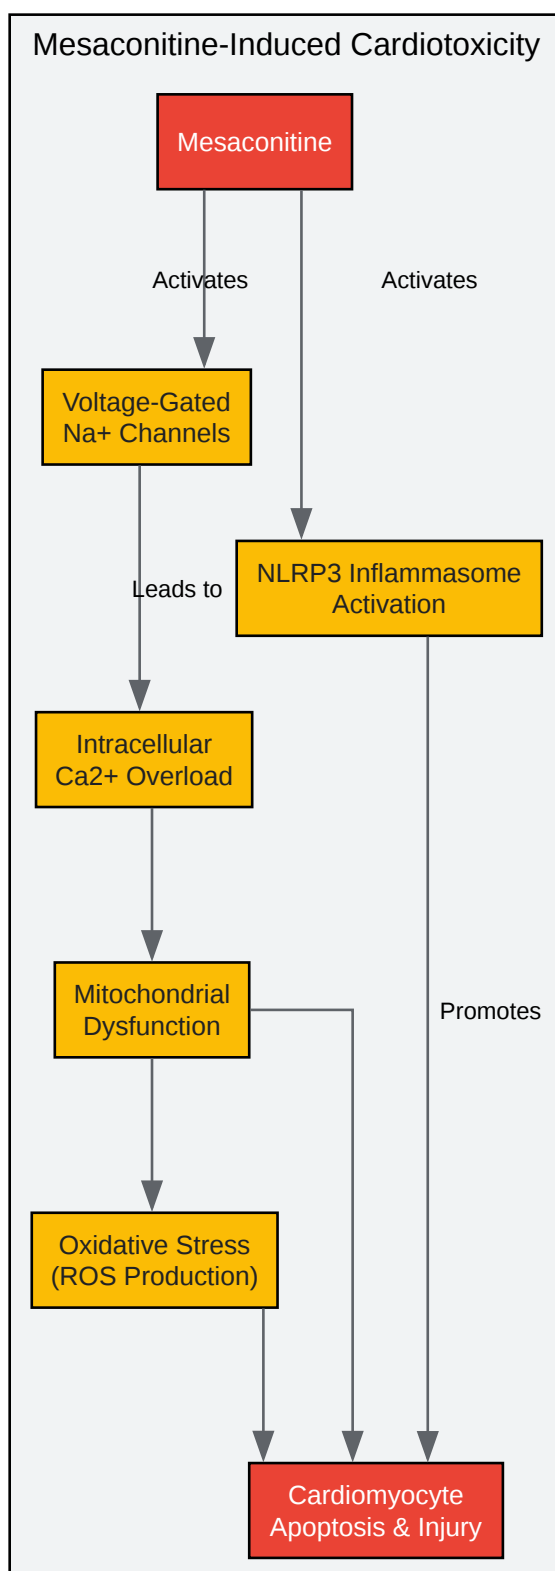 Mesaconitine-Induced Cardiotoxicity
Mesaconitine
Activates
Activates
Voltage-Gated
Na+ Channels
NLRP3 Inflammasome
Activation
Leads to
Intracellular
Ca2+ Overload
Mitochondrial
Dysfunction
Promotes
Oxidative Stress
(ROS Production)
Cardiomyocyte
Apoptosis & Injury